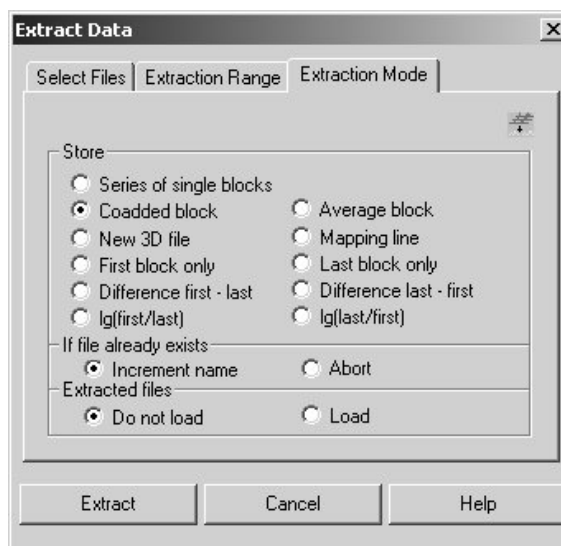 Extract Data
Select Files Extraction Range Extraction Mode
Store
Series of single blocks
Coadded block Average block
New 3D file Mapping line
First block only Last block only
Difference first - last Difference last - first
lg(first/last) lg(last/first)
If file already exists
Increment name Abort
Extracted files
Do not load Load
Extract Cancel Help